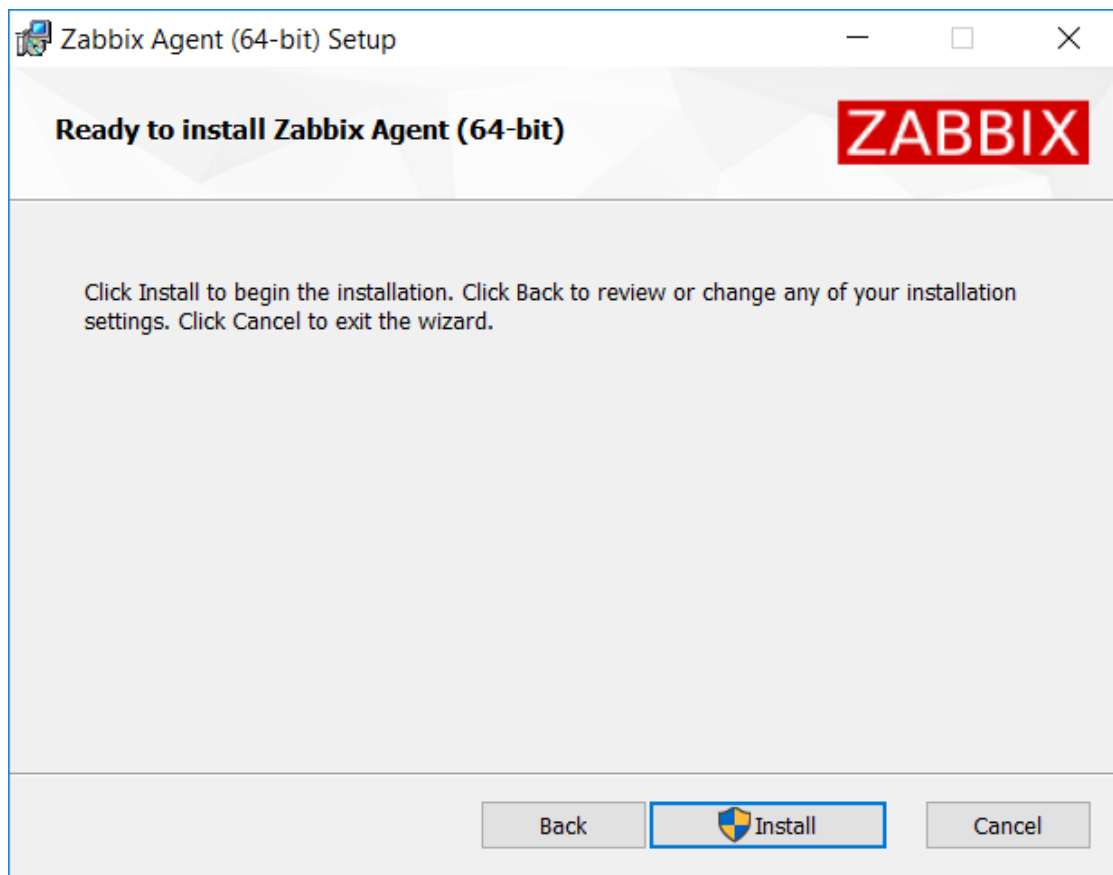 Zabbix Agent (64-bit) Setup
Ready to install Zabbix Agent (64-bit)
ZABBIX
Click Install to begin the installation. Click Back to review or change any of your installation
settings. Click Cancel to exit the wizard.
Back
Install
Cancel